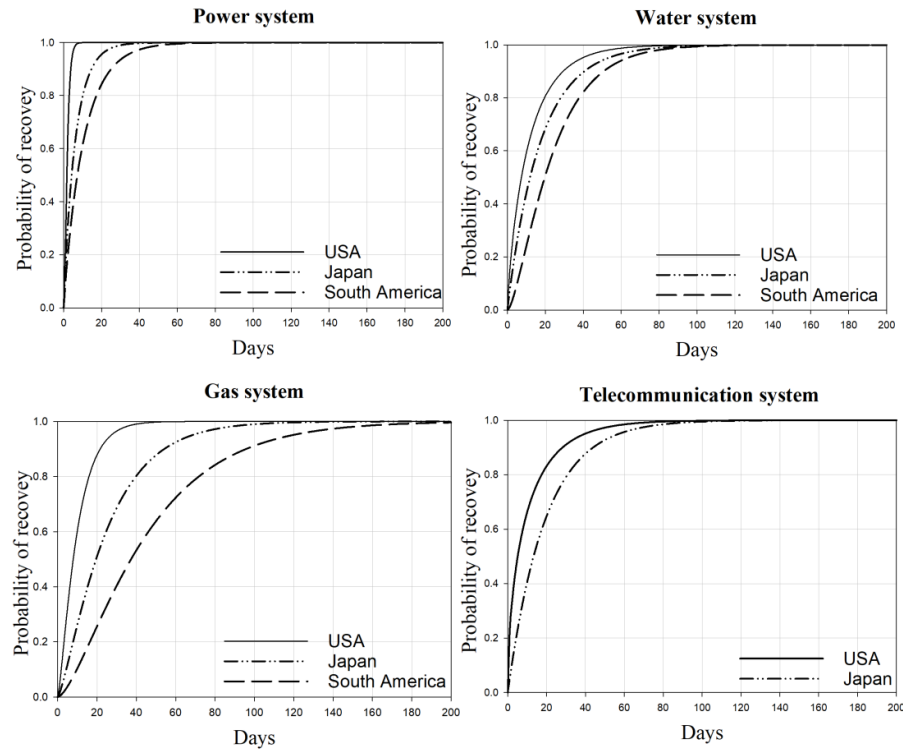 Power system
Probability of recovey
1.0
0.8
0.6
0.4
0.2
0.0
USA
Japan
South America
0 20 40 60 80 100 120 140 160 180 200
Days
Water system
Probability of recovey
1.0
0.8
0.6
0.4
0.2
0.0
USA
Japan
South America
0 20 40 60 80 100 120 140 160 180 200
Days
Gas system
Probability of recovey
1.0
0.8
0.6
0.4
0.2
0.0
USA
Japan
South America
0 20 40 60 80 100 120 140 160 180 200
Days
Telecommunication system
Probability of recovey
1.0
0.8
0.6
0.4
0.2
0.0
USA
Japan
0 20 40 60 80 100 120 140 160 180 200
Days